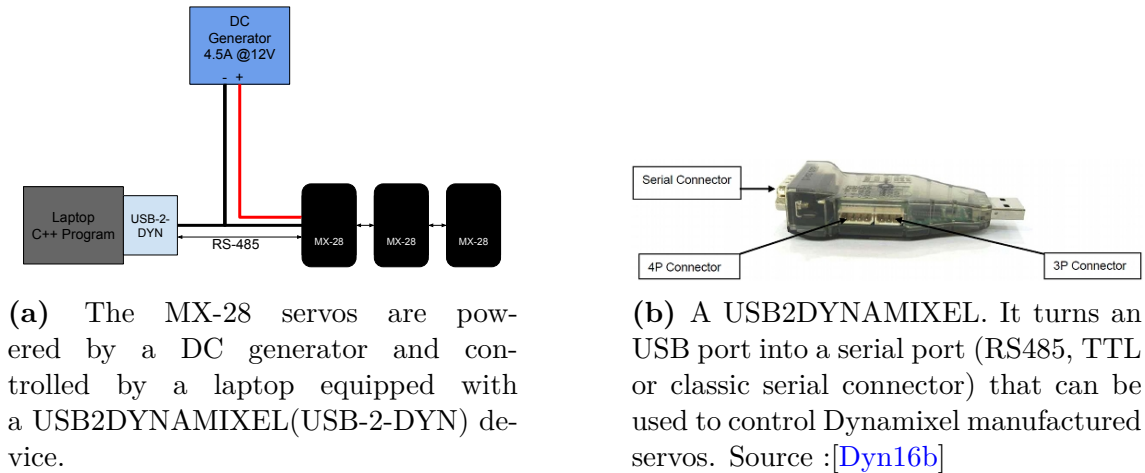 DC
Generator
4.5A @12V
- +
Laptop
C++ Program
USB-2-
DYN
RS-485
MX-28
MX-28
MX-28
(a) The MX-28 servos are pow-
ered by a DC generator and con-
trolled by a laptop equipped with
a USB2DYNAMIXEL(USB-2-DYN) de-
vice.
Serial Connector
4P Connector
3P Connector
(b) A USB2DYNAMIXEL. It turns an
USB port into a serial port (RS485, TTL
or classic serial connector) that can be
used to control Dynamixel manufactured
servos. Source :[Dyn16b]